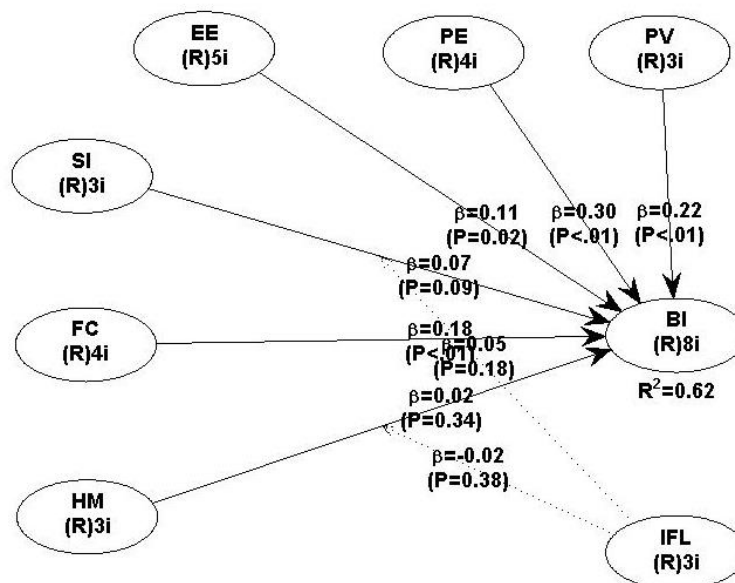 EE
(R)5i
PE
(R)4i
PV
(R)3i
SI
(R)3i
β=0.11
(P=0.02)
β=0.30
(P<.01)
β=0.22
(P<.01)
β=0.07
(P=0.09)
FC
(R)4i
β=0.18
(P<.01)
β=0.05
(P=0.18)
BI
(R)8i
R²=0.62
β=0.02
(P=0.34)
β=-0.02
(P=0.38)
HM
(R)3i
IFL
(R)3i